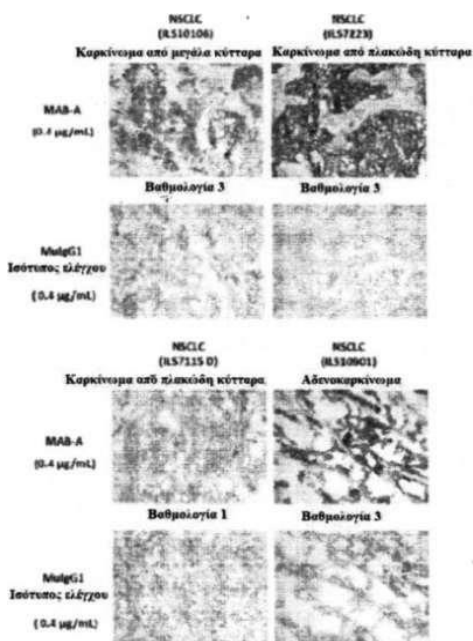 NSCLC
(ILS10106)
Καρκίνωμα από μεγάλα κύτταρα
NSCLC
(ILS7223)
Καρκίνωμα από πλακώδη κύτταρα
MAB-A
(0.4 μg/mL)
Βαθμολογία 3
Βαθμολογία 3
MuIgG1
Ισότυπος ελέγχου
(0.4 μg/mL)
NSCLC
(ILS7115 D)
Καρκίνωμα από πλακώδη κύτταρα
NSCLC
(ILS10901)
Αδενοκαρκίνωμα
MAB-A
(0.4 μg/mL)
Βαθμολογία 1
Βαθμολογία 3
MuIgG1
Ισότυπος ελέγχου
(0.4 μg/mL)